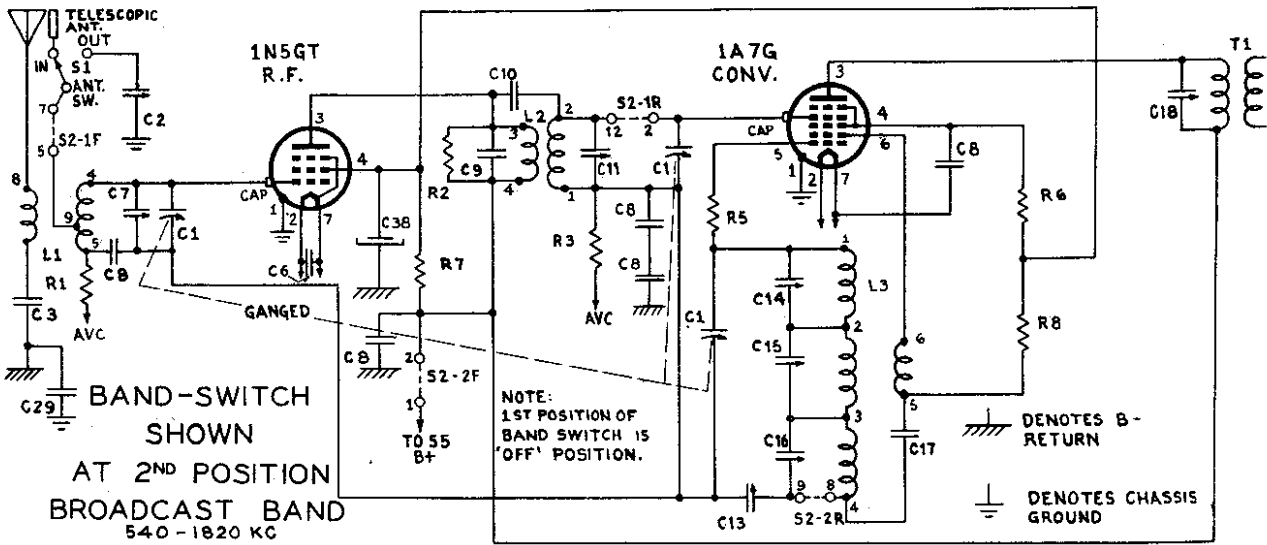 TELESCOPIC
ANT.
OUT
IN
S1
ANT.
SW.
7
S2-1F
5
C2
8
4
9
5
L1
C7
C1
C8
R1
AVC
C3
C29
1N5GT
R.F.
3
4
CAP
1
2
7
C6
C38
GANGED
R2
R7
C8
2
S2-2F
1
TO S5
B+
C10
L2
3
4
C9
2
1
C11
S2-1R
12
2
C1
R3
AVC
C8
C8
1A7G
CONV.
3
4
CAP
5
6
1
2
7
C8
R5
R6
R8
C1
C14
C15
C16
1
L3
2
3
4
6
5
C17
C13
9
8
S2-2R
C18
T1
BAND-SWITCH
SHOWN
AT 2ND POSITION
BROADCAST BAND
540-1820 KC
NOTE:
1ST POSITION OF
BAND SWITCH IS
'OFF' POSITION.
DENOTES B-
RETURN
DENOTES CHASSIS
GROUND